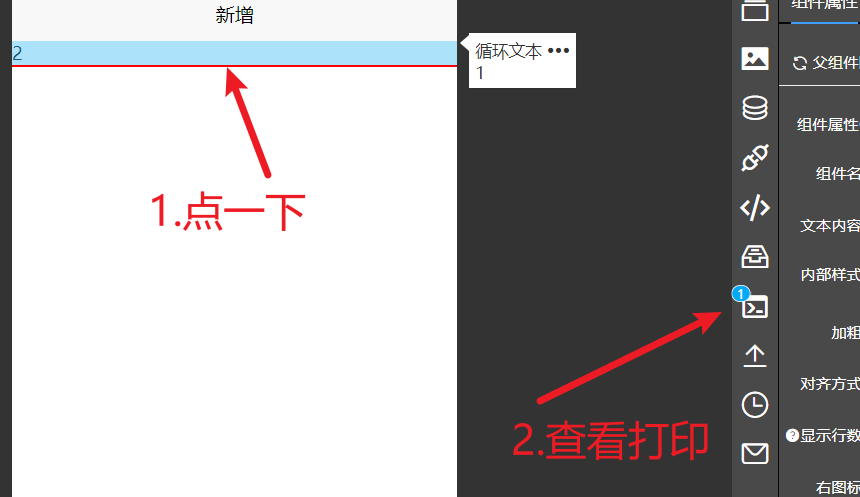 新增
2
循环文本 •••
1
1.点一下
2.查看打印
1
组件属性
父组件
组件属性
组件名
文本内容
内部样式
加粗
对齐方式
显示行数
右图标